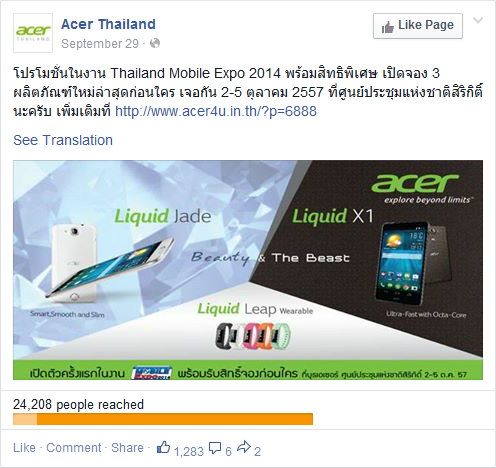 acer
THAILAND
Acer Thailand
September 29 ·
Like Page
โปรโมชั่นในงาน Thailand Mobile Expo 2014 พร้อมสิทธิพิเศษ เปิดจอง 3
ผลิตภัณฑ์ใหม่ล่าสุดก่อนใคร เจอกัน 2-5 ตุลาคม 2557 ที่ศูนย์ประชุมแห่งชาติสิริกิติ์
นะครับ เพิ่มเติมที่ http://www.acer4u.in.th/?p=6888
See Translation
acer
explore beyond limits™
Liquid Jade
Liquid X1
Beauty & The Beast
Smart,Smooth and Slim
Liquid Leap Wearable
Ultra-Fast with Octa-Core
เปิดตัวครั้งแรกในงาน MOBILE EXPO 2014 พร้อมรับสิทธิ์จองก่อนใคร ที่บูธเอเซอร์ ศูนย์ประชุมแห่งชาติสิริกิติ์ 2-5 ต.ค. 57
24,208 people reached
Like · Comment · Share · 1,283 6 2